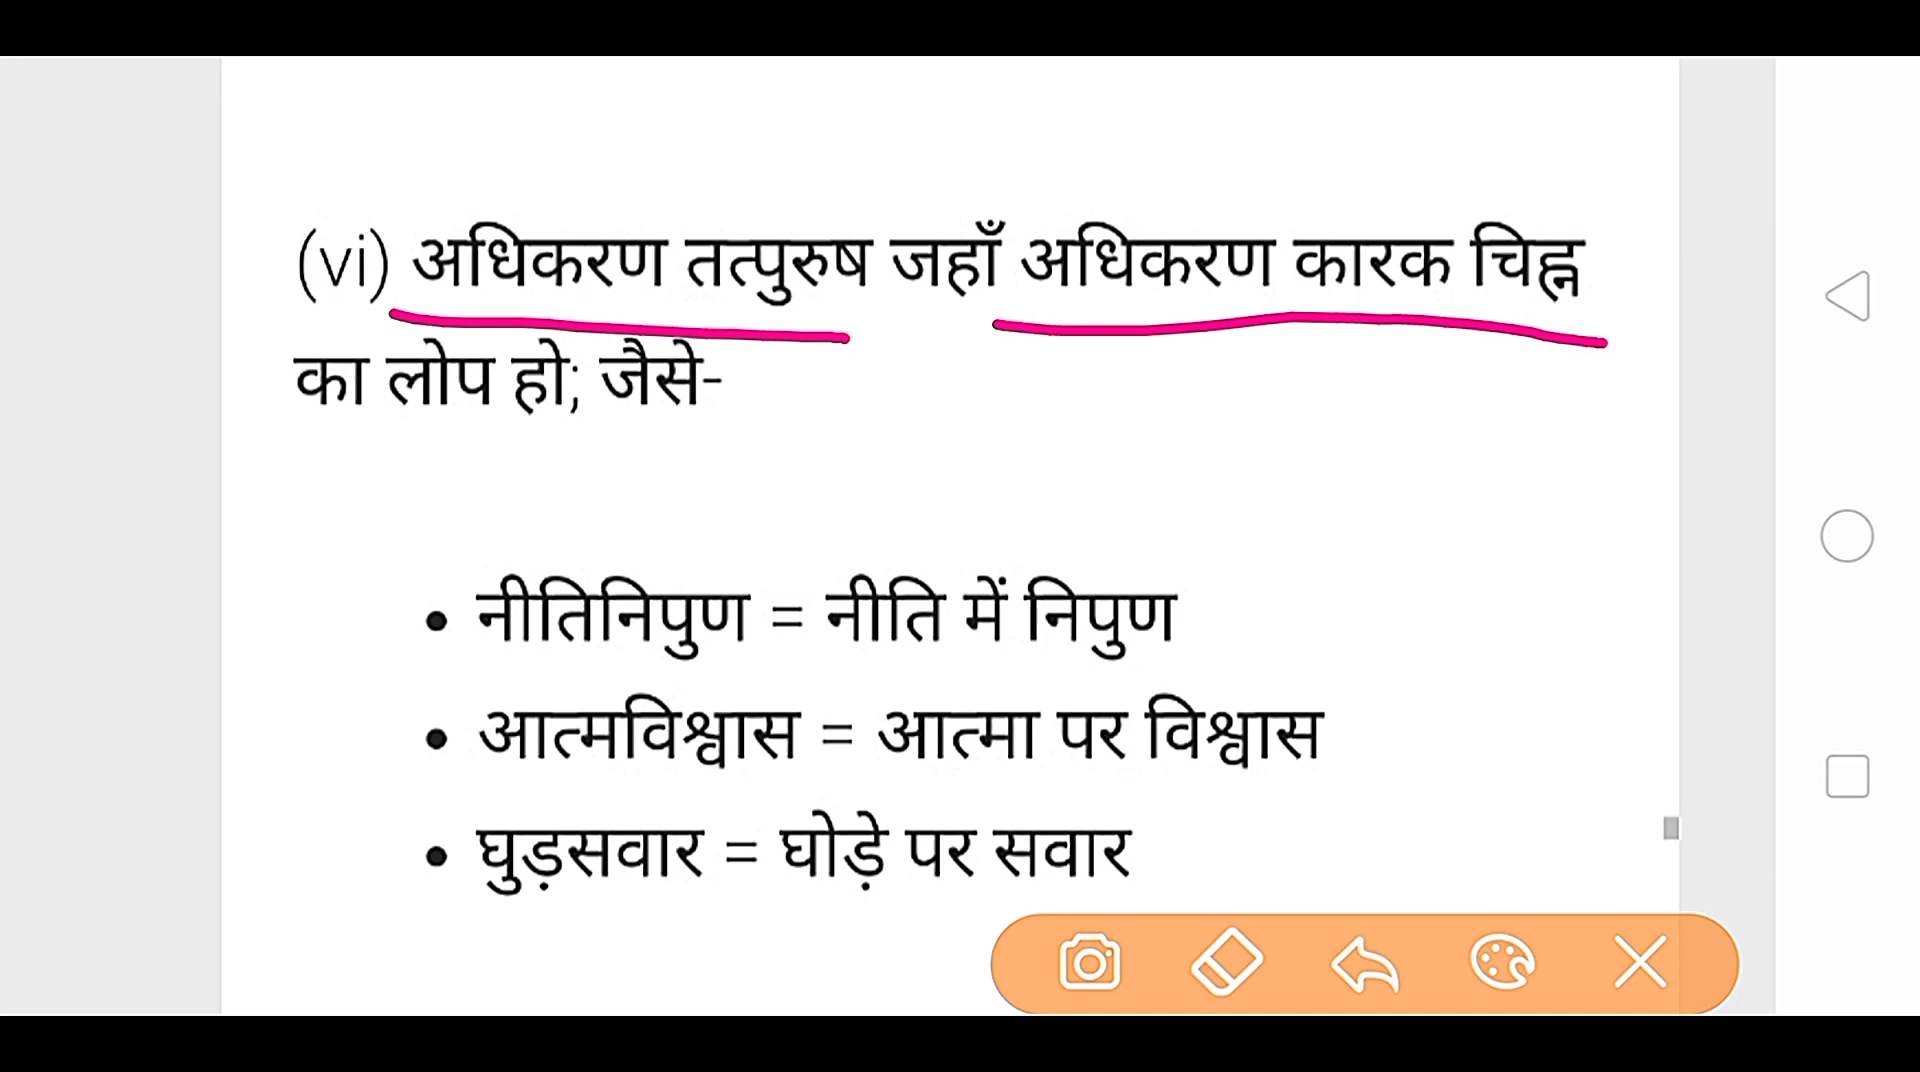 (vi) अधिकरण तत्पुरुष जहाँ अधिकरण कारक चिह्न
का लोप हो; जैसे-
• नीतिनिपुण = नीति में निपुण
• आत्मविश्वास = आत्मा पर विश्वास
• घुड़सवार = घोड़े पर सवार